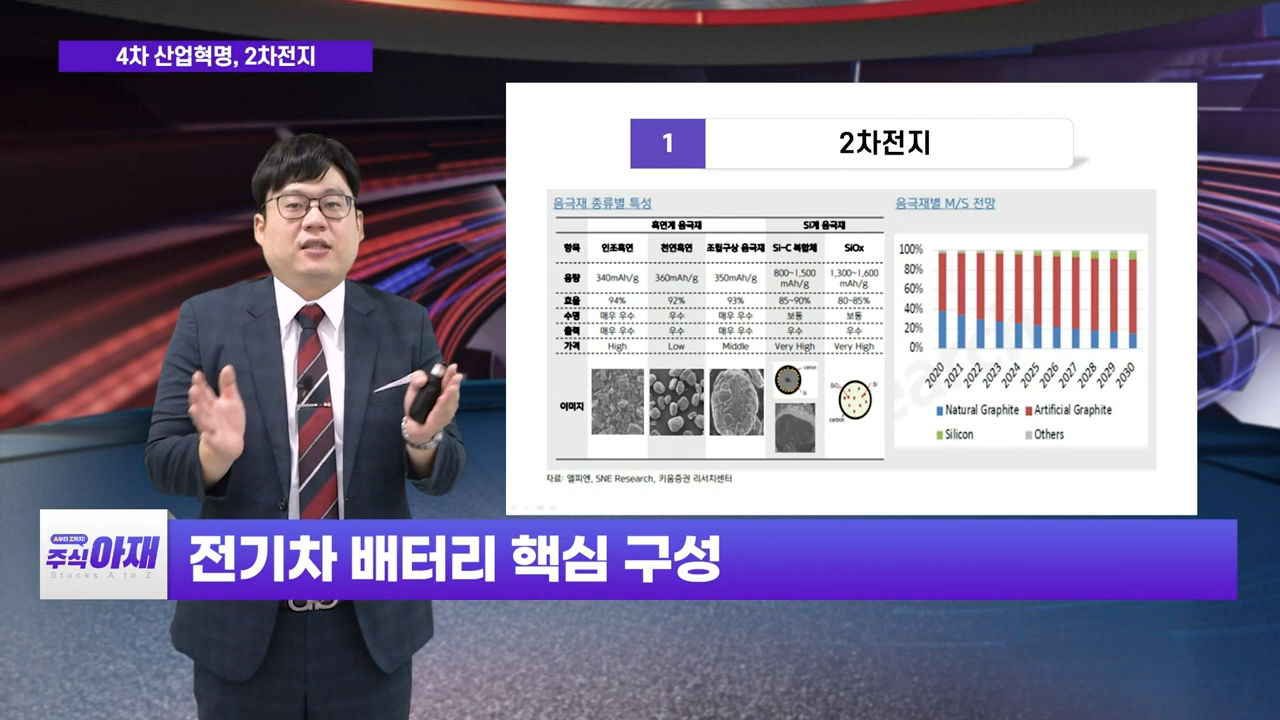 4차 산업혁명, 2차전지
1
2차전지
음극재 종류별 특성
흑연계 음극재 Si계 음극재
항목 인조흑연 천연흑연 조립구상 음극재 Si-C 복합체 SiOx
용량 340mAh/g 360mAh/g 350mAh/g 800~1,500 mAh/g 1,300~1,600 mAh/g
효율 94% 92% 93% 85~90% 80~85%
수명 매우 우수 우수 매우 우수 보통 보통
출력 매우 우수 우수 매우 우수 우수 우수
가격 High Low Middle Very High Very High
이미지
carbon
Si
SiOx
Si
carbon
자료: 엘피엔, SNE Research, 키움증권 리서치센터
음극재별 M/S 전망
100%
80%
60%
40%
20%
0%
2020 2021 2022 2023 2024 2025 2026 2027 2028 2029 2030
Natural Graphite Artificial Graphite
Silicon Others
A부터 Z까지!
주식아재
Stocks A to Z
전기차 배터리 핵심 구성